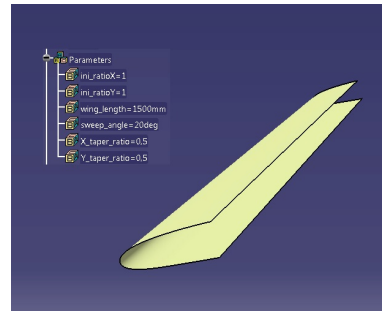 Parameters
ini_ratioX=1
ini_ratioY=1
wing_length=1500mm
sweep_angle=20deg
X_taper_ratio=0,5
Y_taper_ratio=0,5